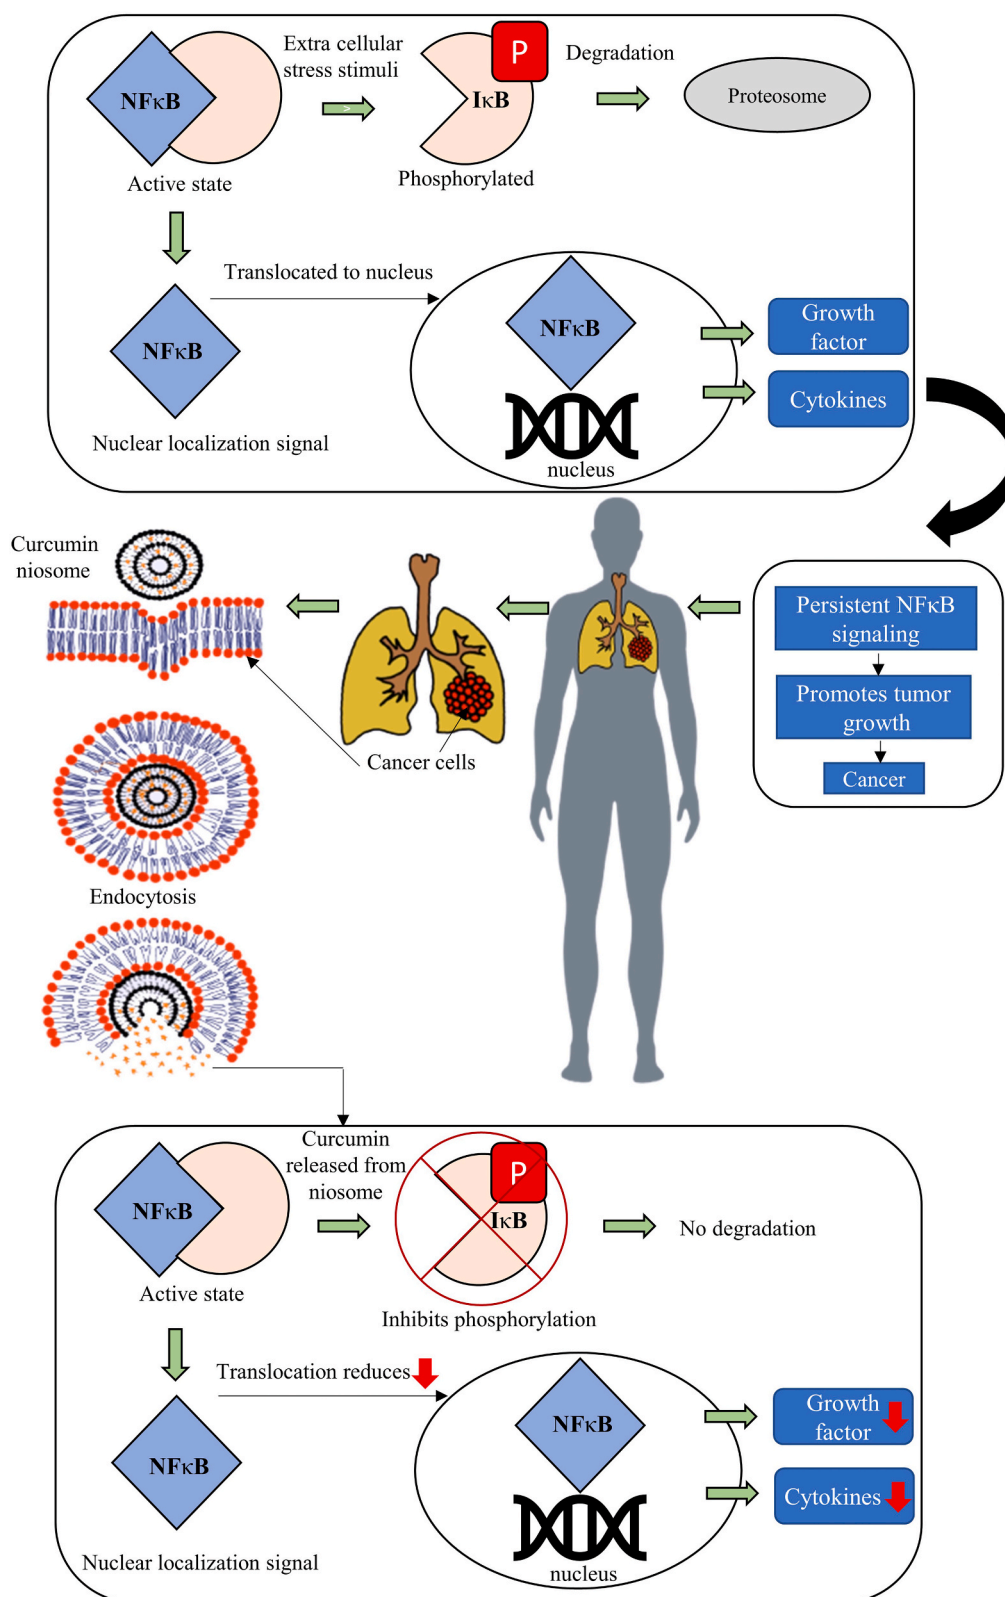 Extra cellular
stress stimuli
P
Degradation
NFκB
IκB
Proteosome
>
Active state
Phosphorylated
Translocated to nucleus
NFκB
NFκB
Growth
factor
Cytokines
Nuclear localization signal
nucleus
Curcumin
niosome
Persistent NFκB
signaling
Promotes tumor
growth
Cancer
Cancer cells
Endocytosis
Curcumin
released from
niosome
P
NFκB
IκB
No degradation
Active state
Inhibits phosphorylation
Translocation reduces
NFκB
NFκB
Growth
factor
Cytokines
Nuclear localization signal
nucleus